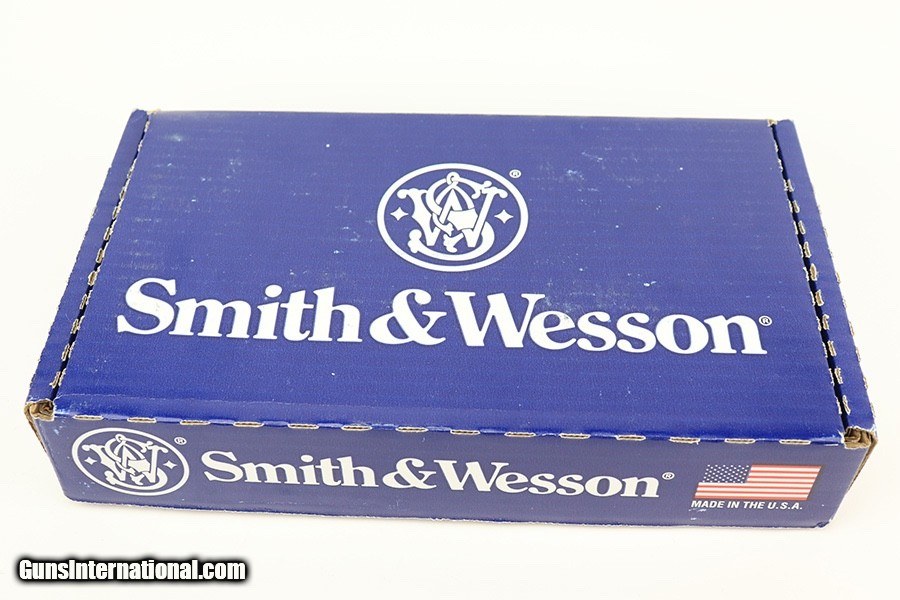 ®
Smith & Wesson®
® Smith & Wesson®
MADE IN THE U.S.A.
GunsInternational.com